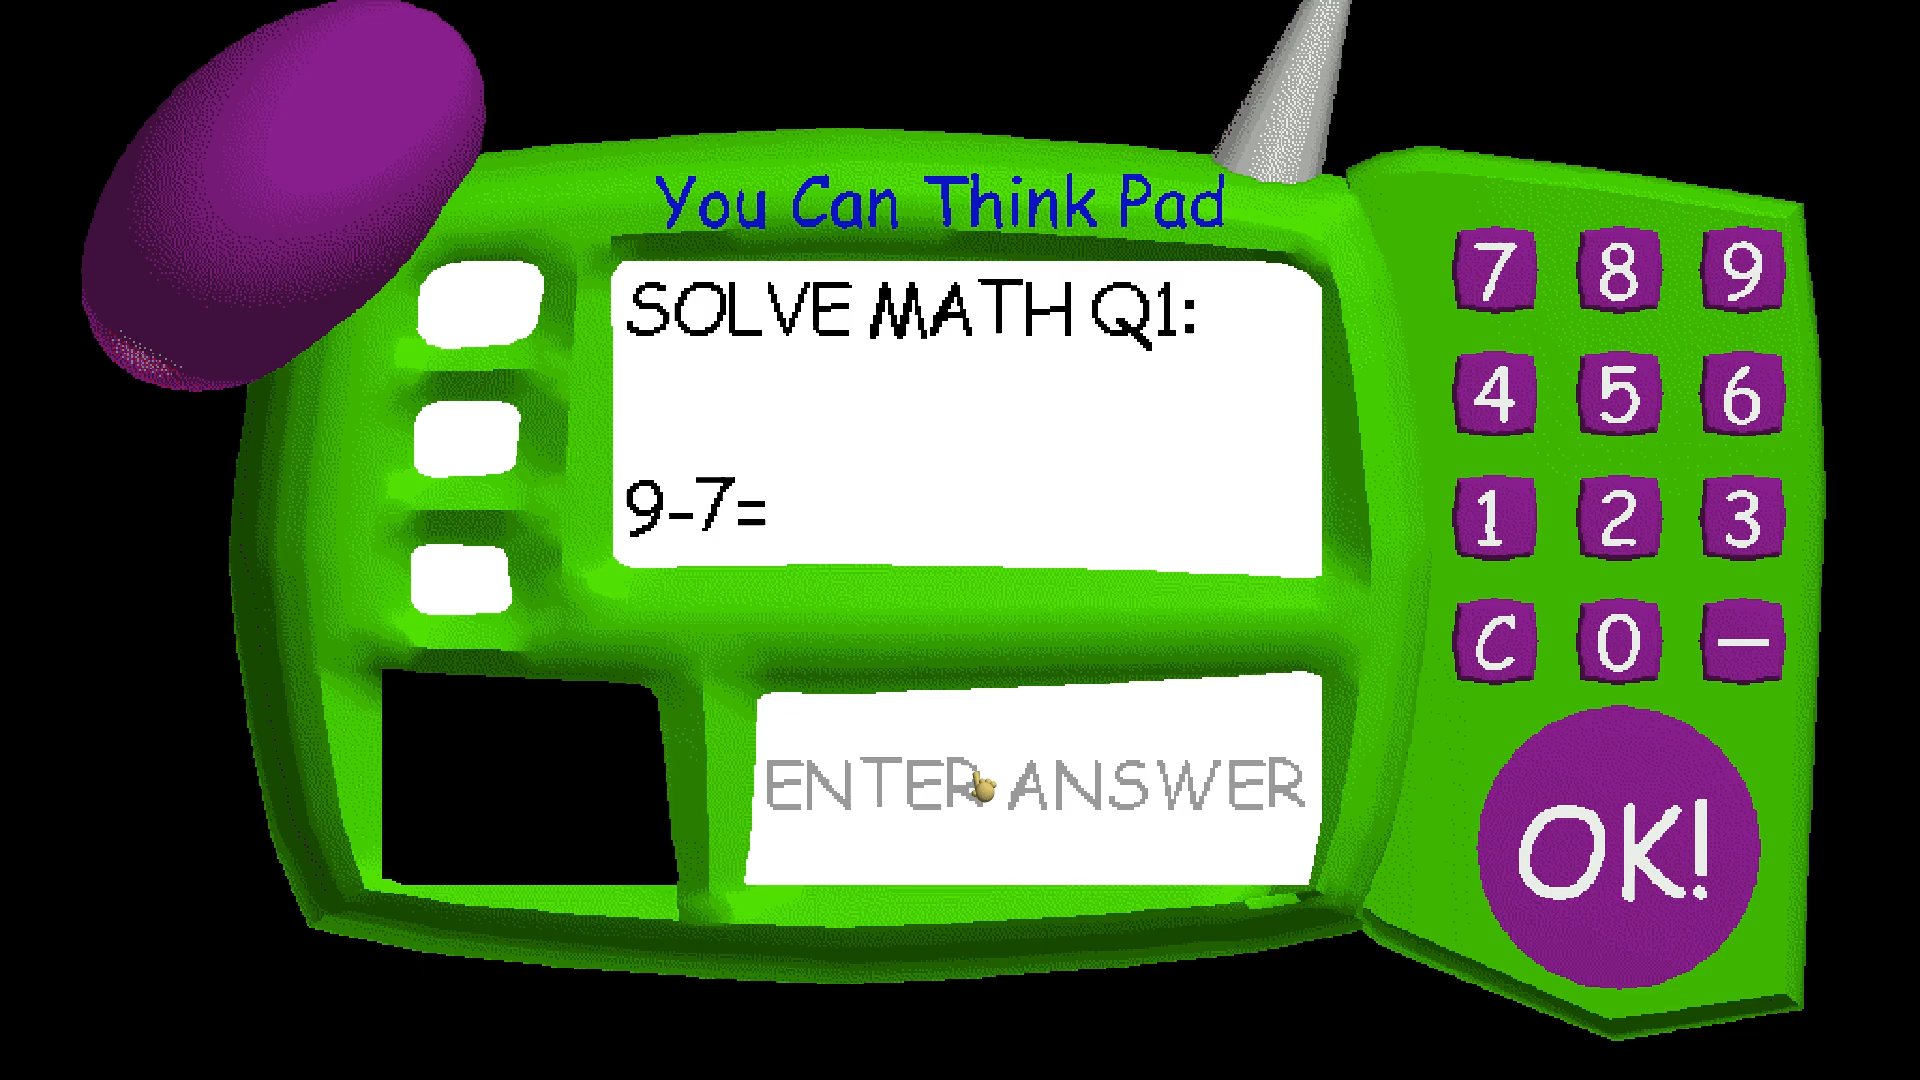 You Can Think Pad
SOLVE MATH Q1:
9-7=
ENTER ANSWER
7 8 9
4 5 6
1 2 3
C 0 −
OK!